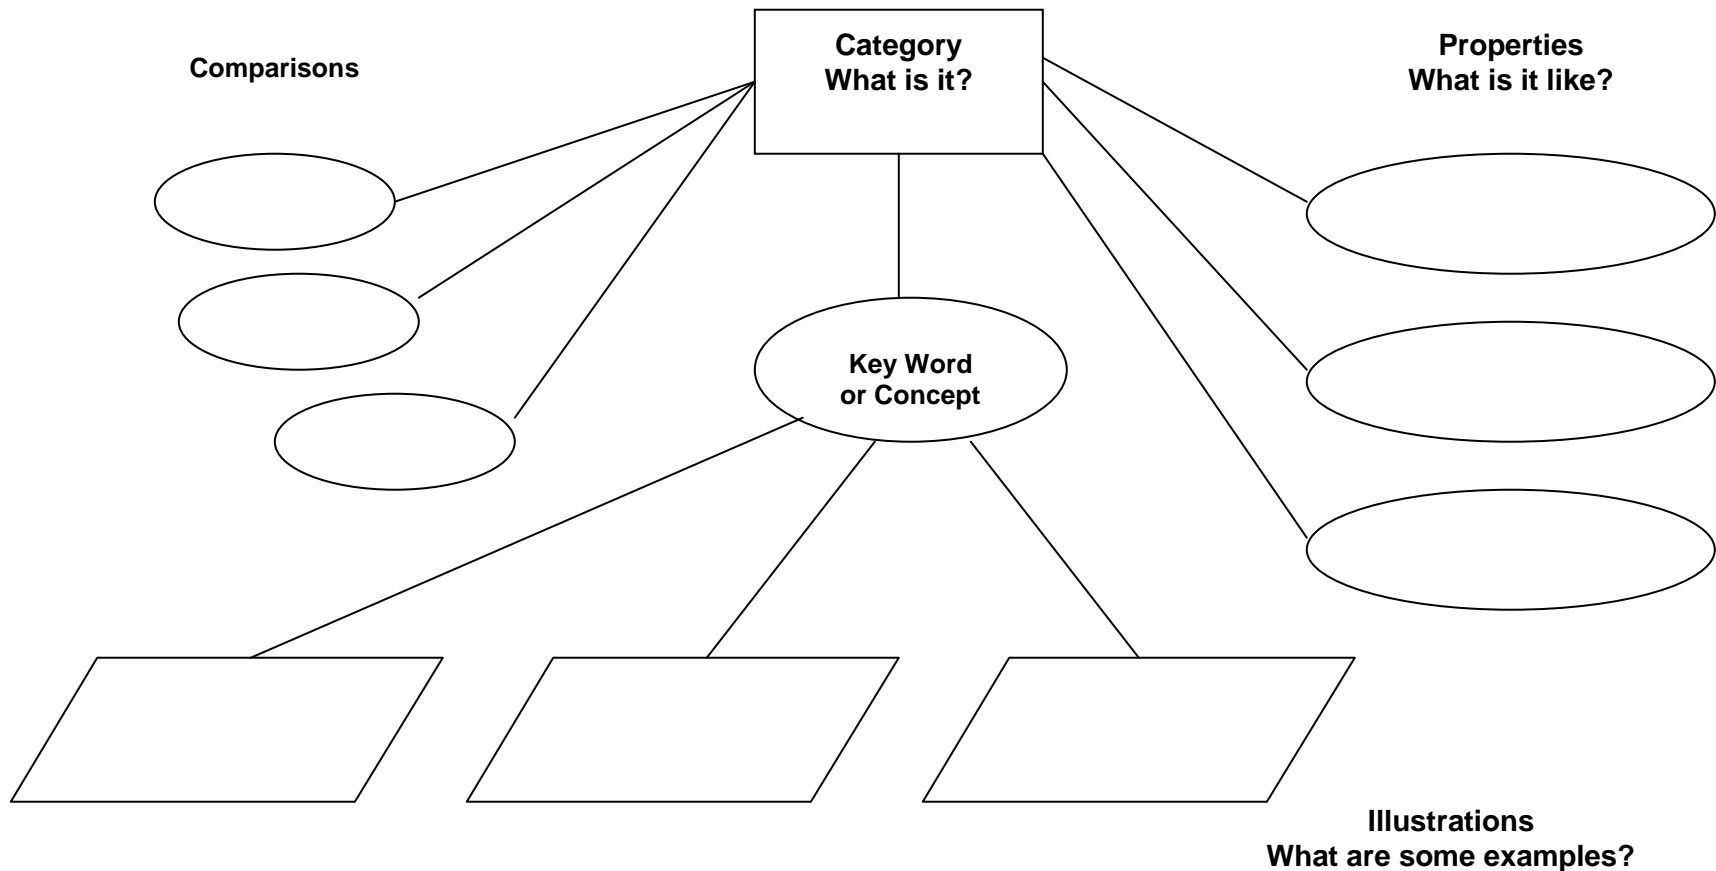 Comparisons
Category
What is it?
Properties
What is it like?
Key Word
or Concept
Illustrations
What are some examples?